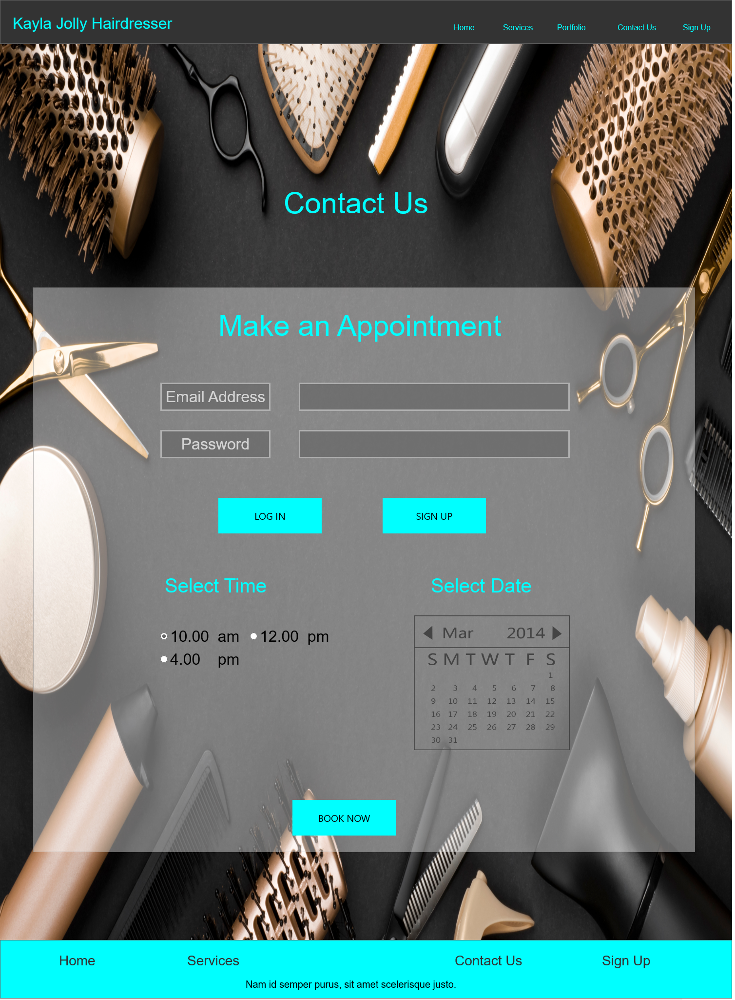 Kayla Jolly Hairdresser
Home Services Portfolio Contact Us Sign Up
Contact Us
Make an Appointment
Email Address
Password
LOG IN SIGN UP
Select Time
10.00 am 12.00 pm
4.00 pm
Select Date
Mar 2014
S M T W T F S
1
2 3 4 5 6 7 8
9 10 11 12 13 14 15
16 17 18 19 20 21 22
23 24 25 26 27 28 29
30 31
BOOK NOW
Home Services Contact Us Sign Up
Nam id semper purus, sit amet scelerisque justo.